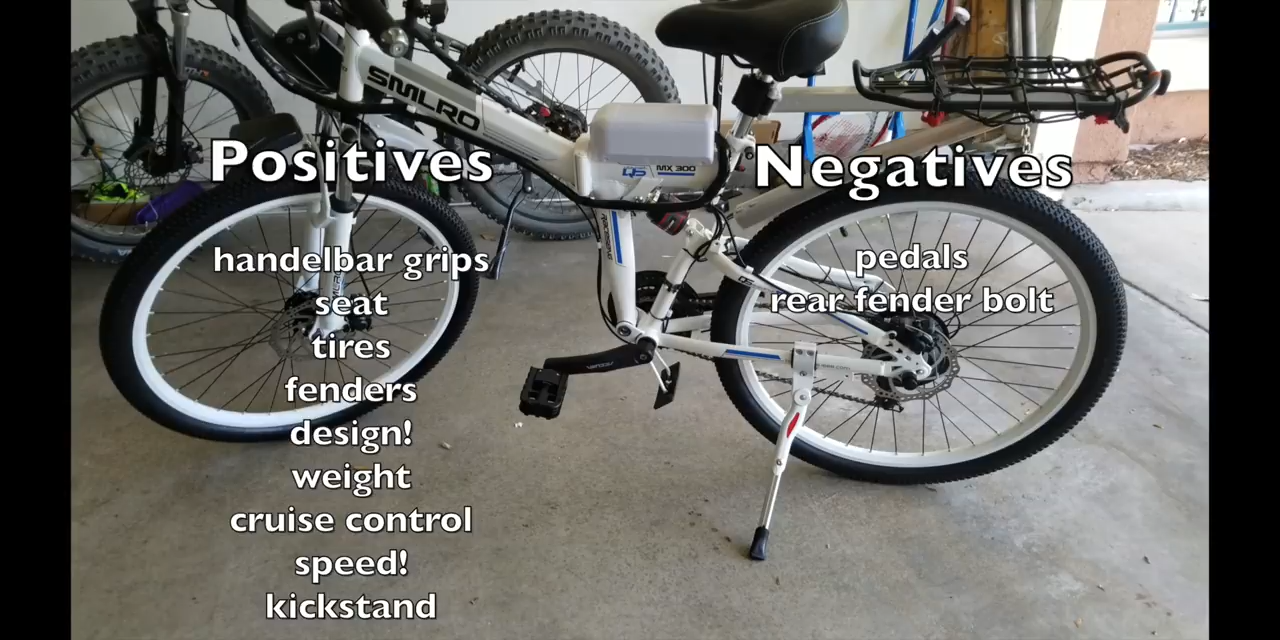 SMLRO
Positives
handelbar grips
seat
tires
fenders
design!
weight
cruise control
speed!
kickstand
MX 300
Negatives
pedals
rear fender bolt